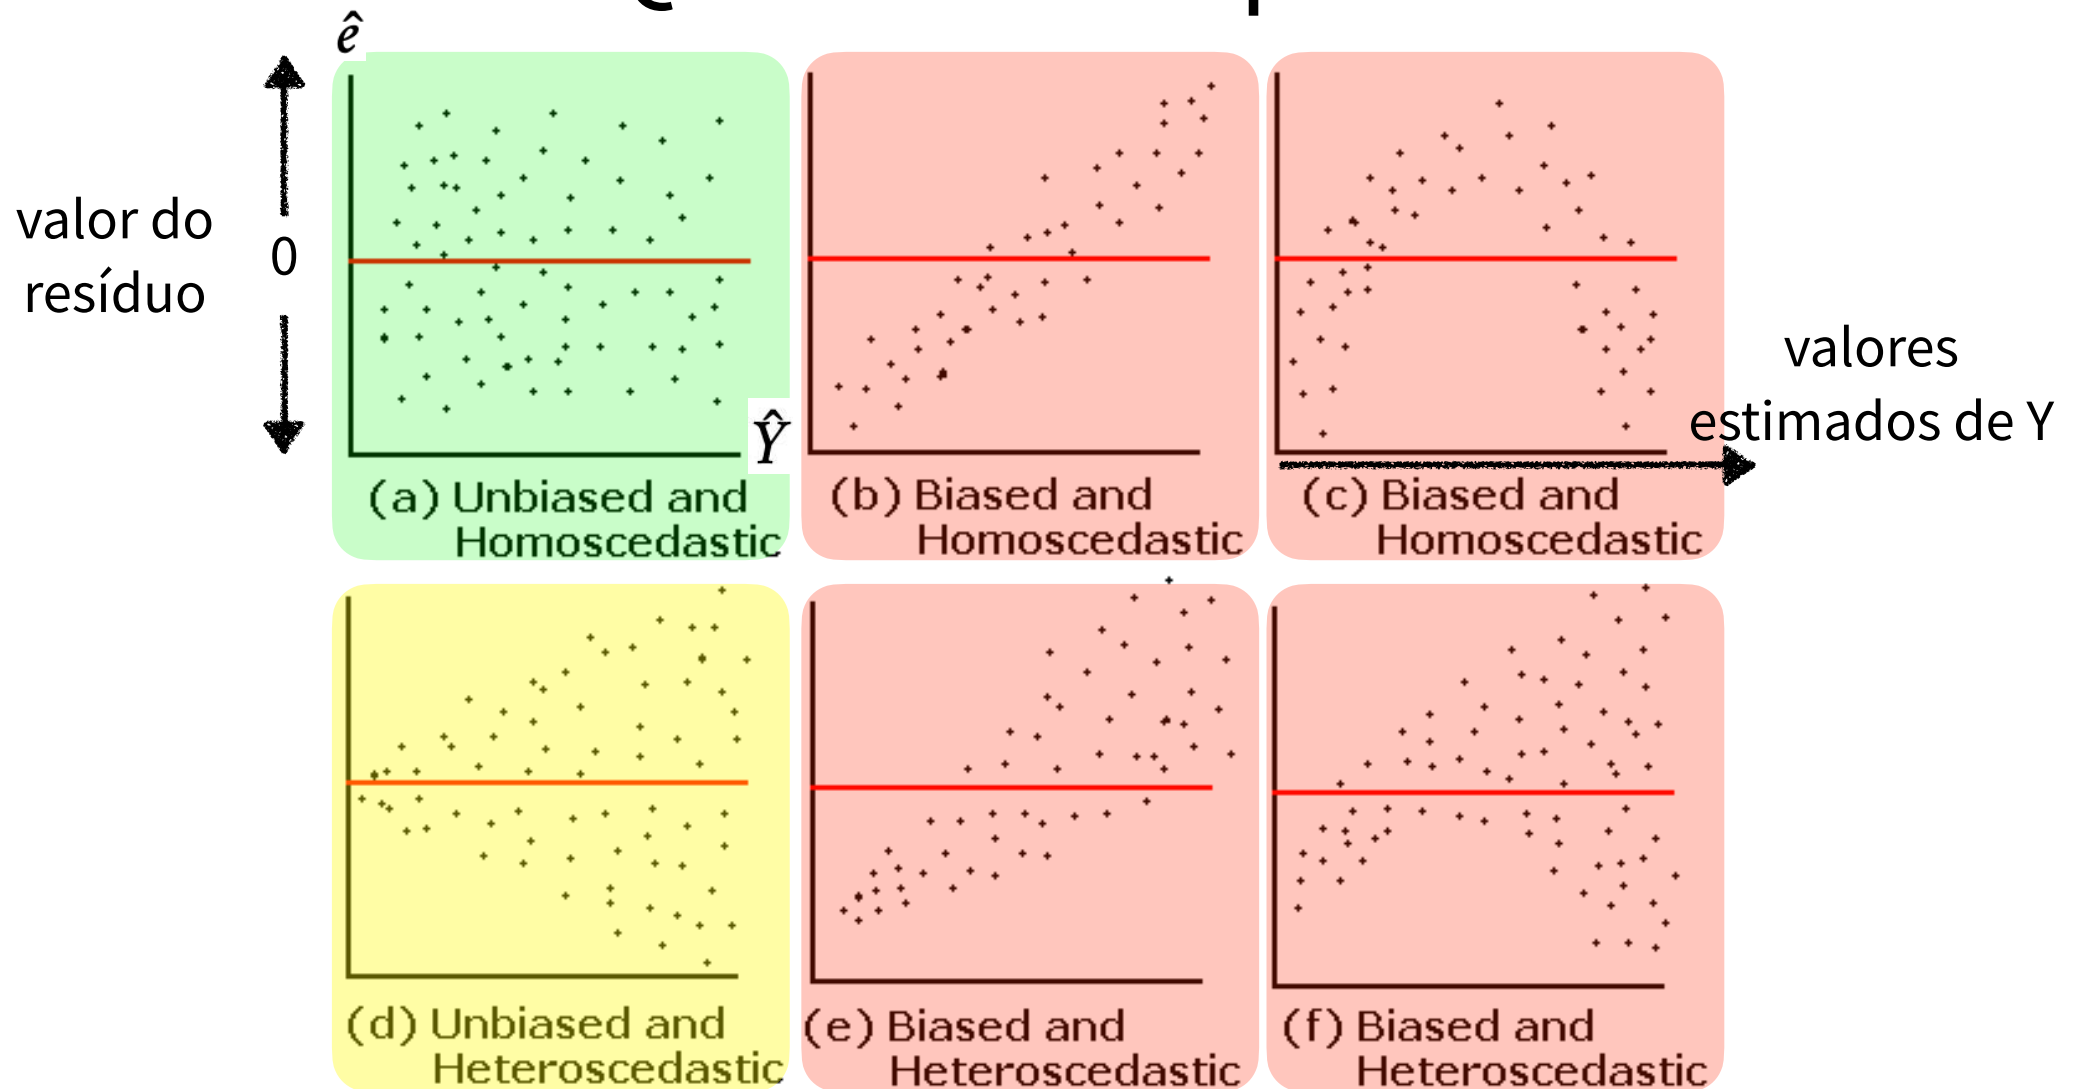 ê
valor do
resíduo
0
Ŷ
valores
estimados de Y
(a) Unbiased and
Homoscedastic
(b) Biased and
Homoscedastic
(c) Biased and
Homoscedastic
(d) Unbiased and
Heteroscedastic
(e) Biased and
Heteroscedastic
(f) Biased and
Heteroscedastic